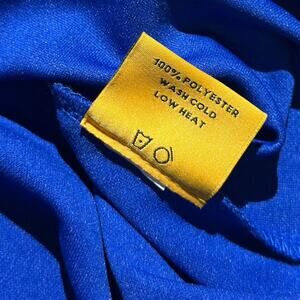 100% POLYESTER
WASH COLD
LOW HEAT